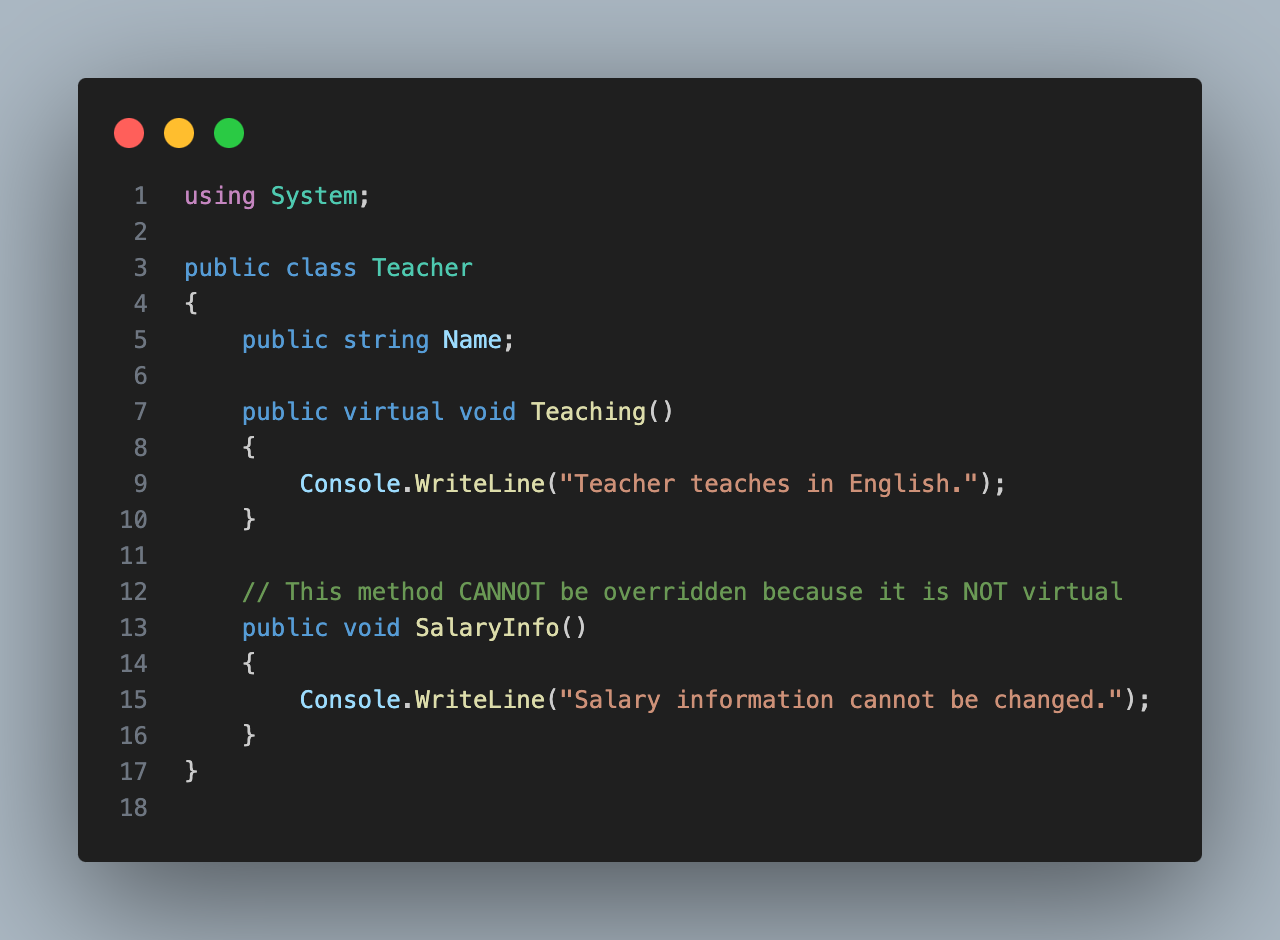 1 using System;
2
3 public class Teacher
4 {
5     public string Name;
6
7     public virtual void Teaching()
8     {
9         Console.WriteLine("Teacher teaches in English.");
10     }
11
12     // This method CANNOT be overridden because it is NOT virtual
13     public void SalaryInfo()
14     {
15         Console.WriteLine("Salary information cannot be changed.");
16     }
17 }
18